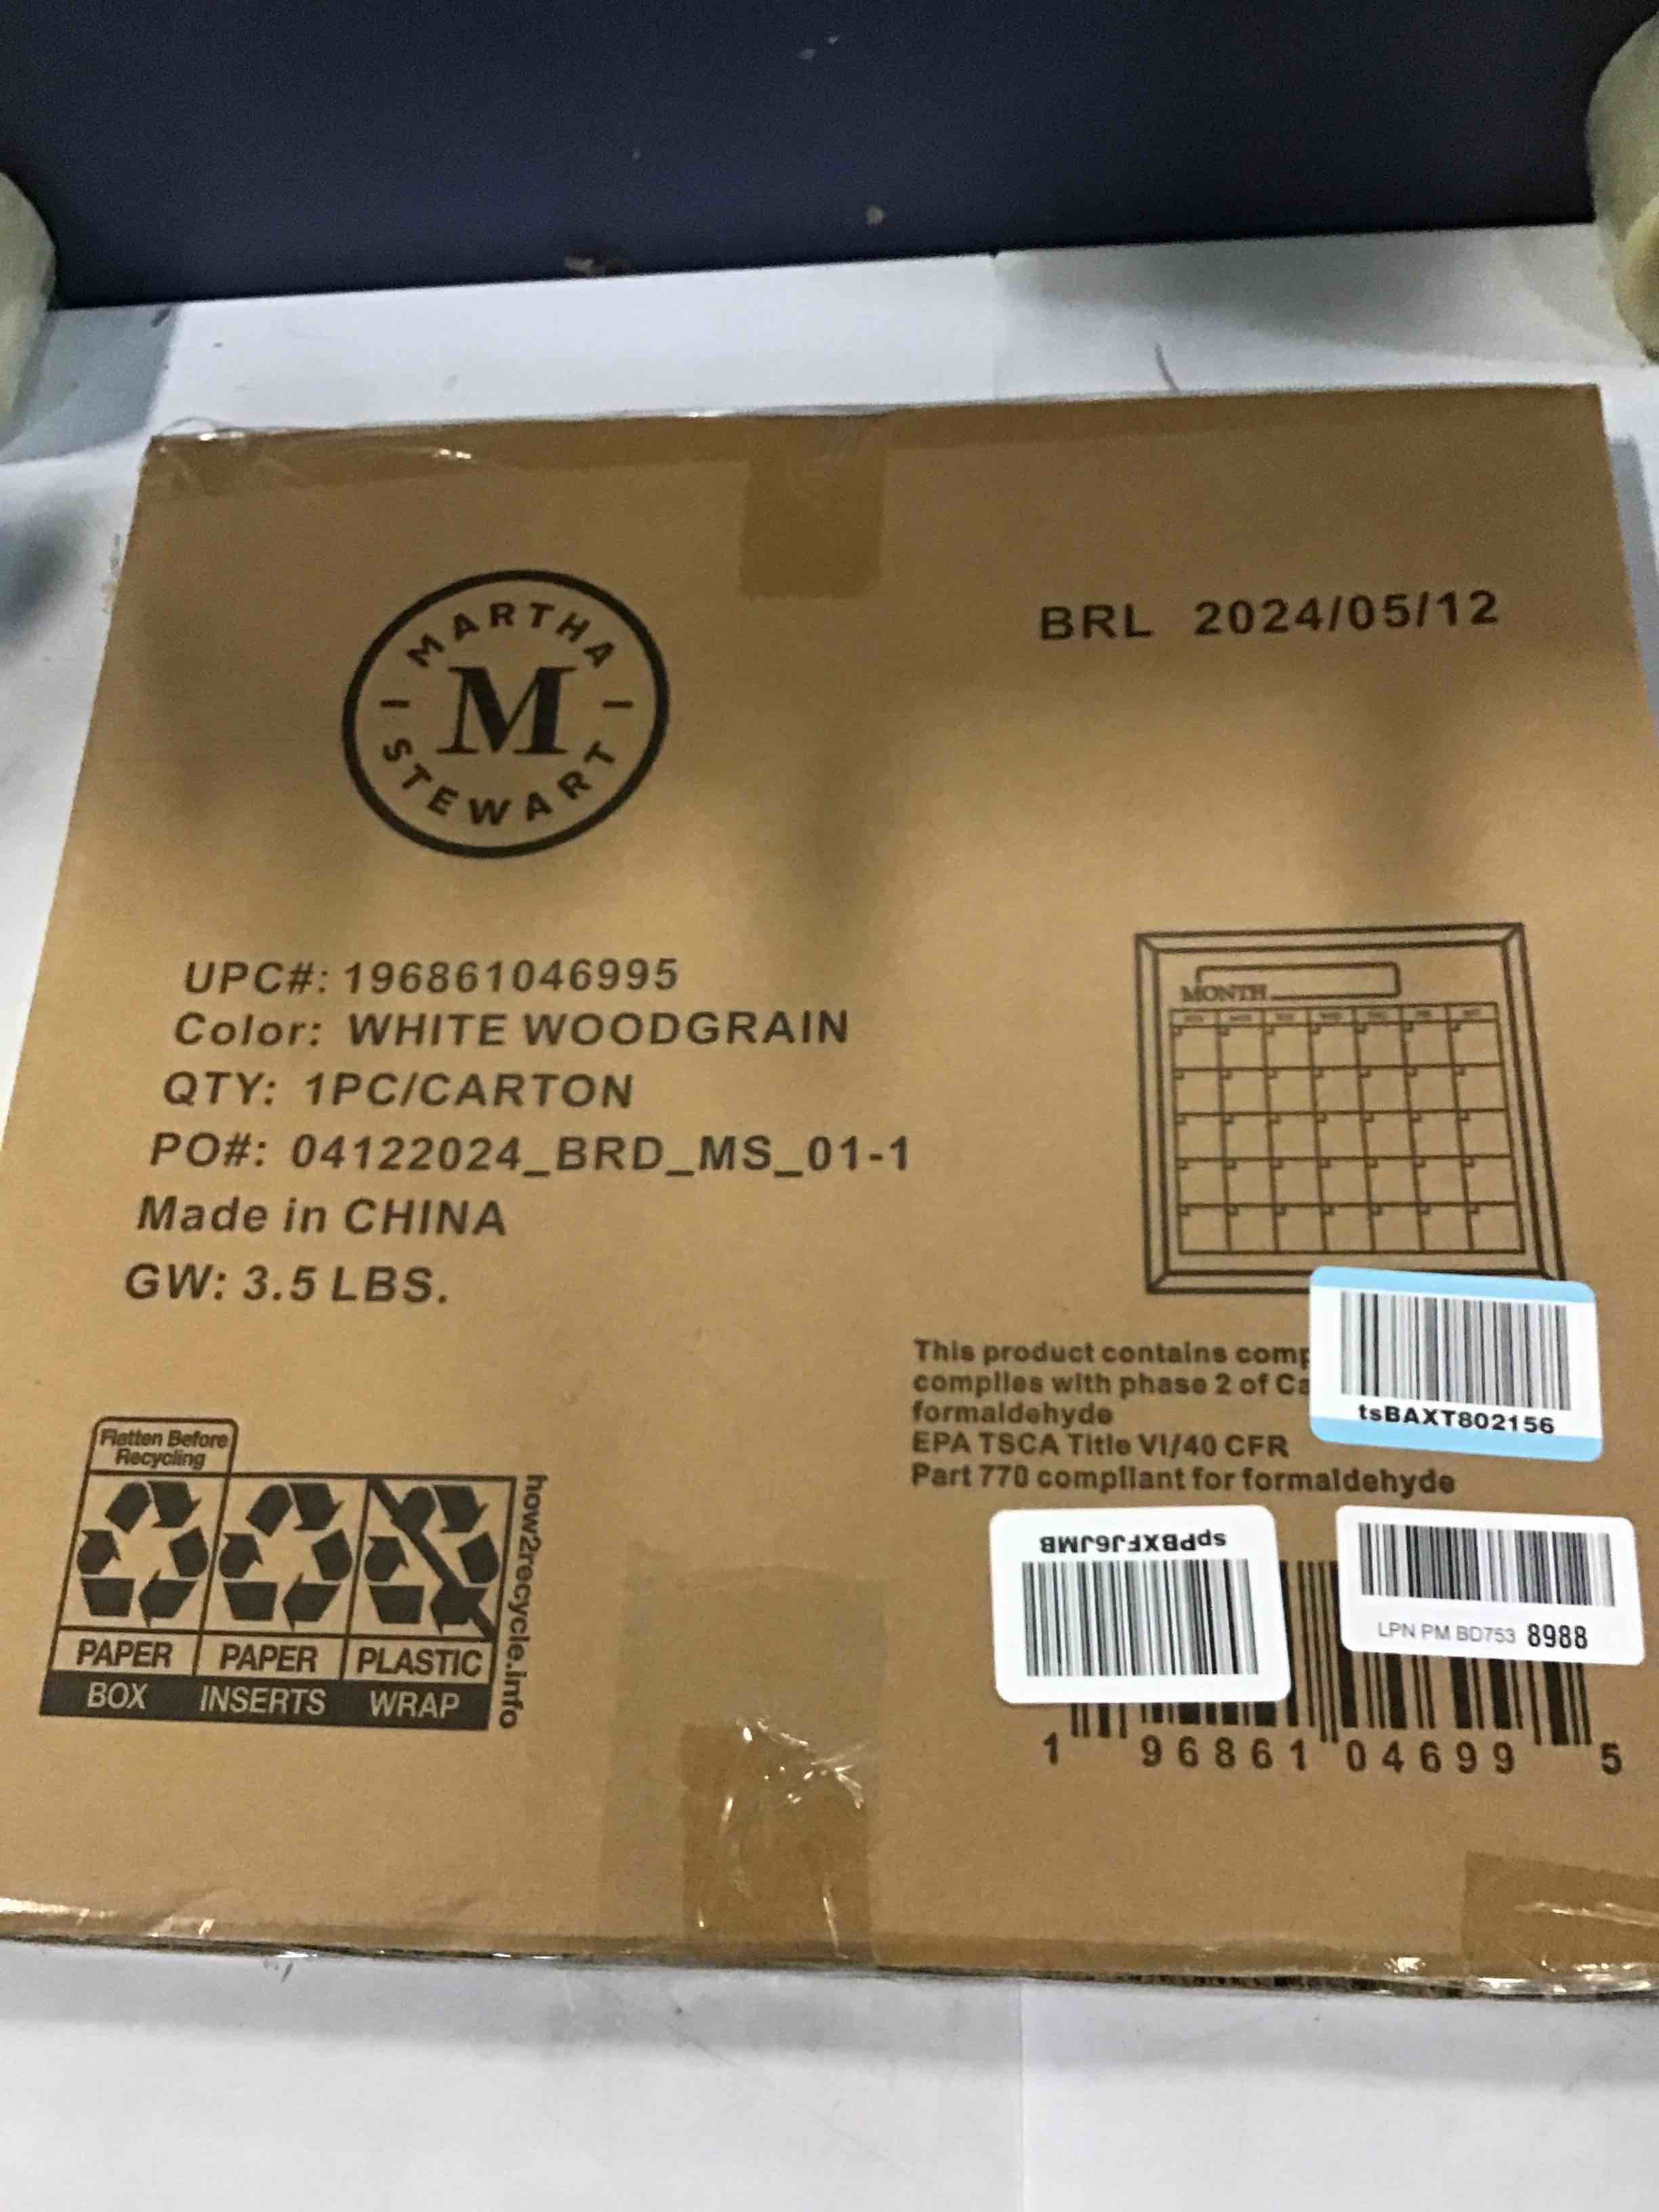 MARTHA
M
STEWART
BRL 2024/05/12
UPC#: 196861046995
Color: WHITE WOODGRAIN
QTY: 1PC/CARTON
PO#: 04122024_BRD_MS_01-1
Made in CHINA
GW: 3.5 LBS.
MONTH
This product contains
complies with phase 2 of
formaldehyde
EPA TSCA Title VI/40 CFR
Part 770 compliant for formaldehyde
tsBAXT802156
spPBXFJ6JMB
LPN PM BD753 8988
1 96861 04699 5
Flatten Before
Recycling
PAPER PAPER PLASTIC
BOX INSERTS WRAP
how2recycle.info